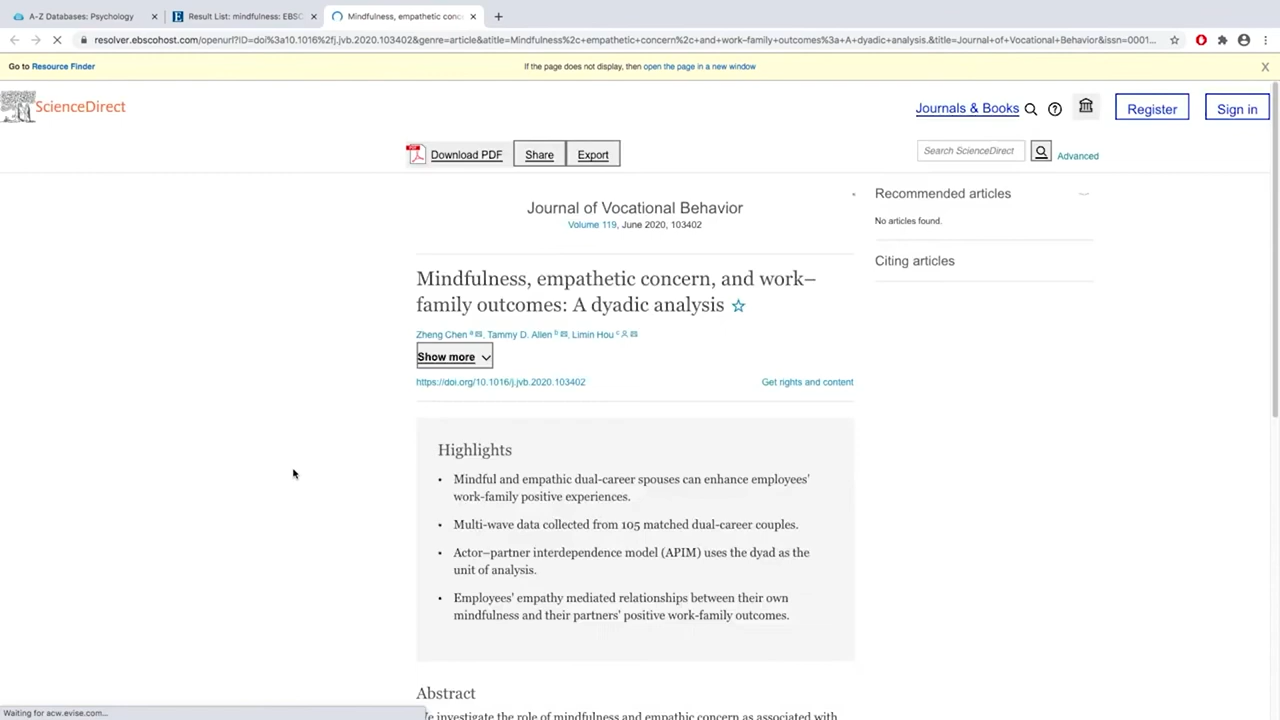 A-Z Databases: Psychology
Result List: mindfulness: EBSC
Mindfulness, empathetic conc
resolver.ebscohost.com/openurl?ID=doi%3a10.1016%2fj.jvb.2020.103402&genre=article&atitle=Mindfulness%2c+empathetic+concern%2c+and+work–family+outcomes%3a+A+dyadic+analysis.&title=Journal+of+Vocational+Behavior&issn=0001...
Go to Resource Finder
If the page does not display, then open the page in a new window
X
ScienceDirect
Journals & Books
Register
Sign in
PDF
Download PDF
Share
Export
Search ScienceDirect
Advanced
Journal of Vocational Behavior
Volume 119, June 2020, 103402
Recommended articles
No articles found.
Citing articles
Mindfulness, empathetic concern, and work–
family outcomes: A dyadic analysis
Zheng Chen a, Tammy D. Allen b, Limin Hou c
Show more
https://doi.org/10.1016/j.jvb.2020.103402
Get rights and content
Highlights
• Mindful and empathic dual-career spouses can enhance employees'
work-family positive experiences.
• Multi-wave data collected from 105 matched dual-career couples.
• Actor–partner interdependence model (APIM) uses the dyad as the
unit of analysis.
• Employees' empathy mediated relationships between their own
mindfulness and their partners' positive work-family outcomes.
Abstract
We investigate the role of mindfulness and empathic concern as associated with
Waiting for acw.evise.com...